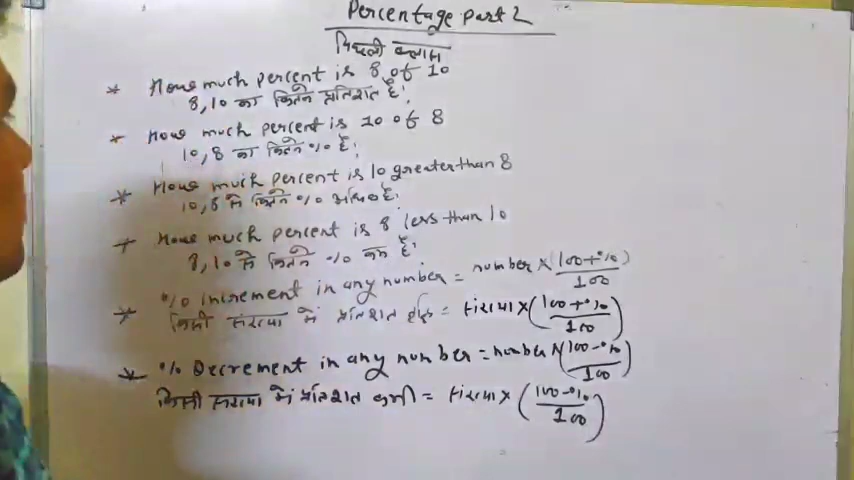 Percentage Part 2
पिछली क्लास
* How much percent is 8 of 10
8,10 का कितने प्रतिशत है।
* How much percent is 10 of 8
10,8 का कितने % है।
* How much percent is 10 greater than 8
10,8 से कितने % अधिक है।
* How much percent is 8 less than 10
8,10 से कितने % कम है।
* % increment in any number = number × (100+%)/100
किसी संख्या में प्रतिशत वृद्धि = संख्या × (100+%)/100
* % Decrement in any number = number × (100-%)/100
किसी संख्या में प्रतिशत कमी = संख्या × (100-%)/100